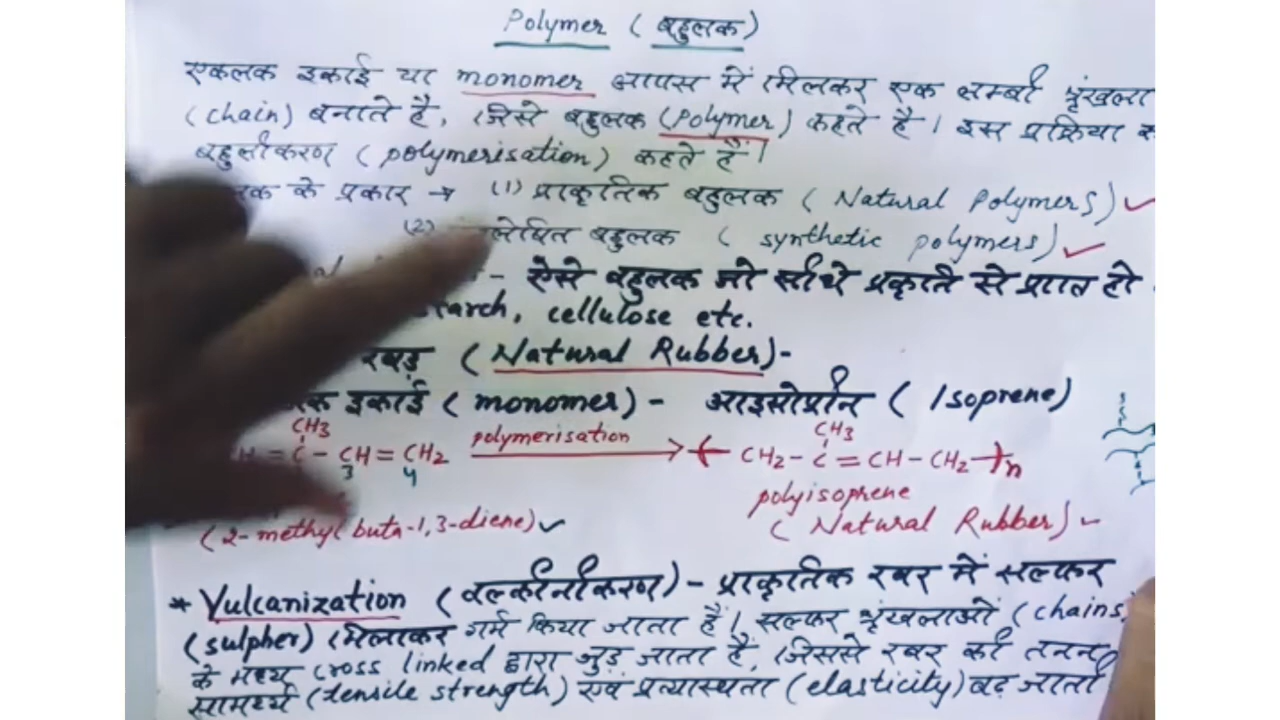 Polymer (बहुलक)
एकलक इकाई या monomer आपस में मिलकर एक लम्बी श्रृंखला
(chain) बनाते है, जिसे बहुलक (polymer) कहते है। इस प्रक्रिया
बहुलीकरण (polymerisation) कहते हैं।
के प्रकार → (1) प्राकृतिक बहुलक (Natural Polymers) ✓
(2) बहुलक (synthetic polymers) ✓
- ऐसे बहुलक जो सीधे प्रकृति से प्राप्त हो
cellulose etc.
रबड़ (Natural Rubber)-
इकाई (monomer) - आइसोप्रीन (Isoprene)
CH3 CH3
= C - CH = CH2 polymerisation → ( CH2 - C = CH - CH2 )n
3 4
polyisoprene
(2-methyl buta-1,3-diene) ✓ (Natural Rubber) ✓
* Vulcanization (वल्कीनीकरण) - प्राकृतिक रबर में सल्फर
(sulpher) मिलाकर गर्म किया जाता है। सल्फर श्रृंखलाओं (chains
के मध्य cross linked द्वारा जुड़ जाता है, जिससे रबर की तनन
सामर्थ्य (tensile strength) एवं प्रत्यास्थता (elasticity) बढ़ जाती